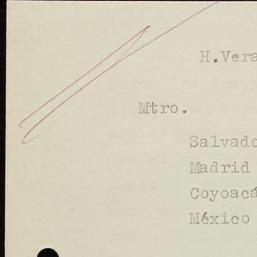 H.Vera
Mtro.
Salvado
Madrid
Coyoacá
México